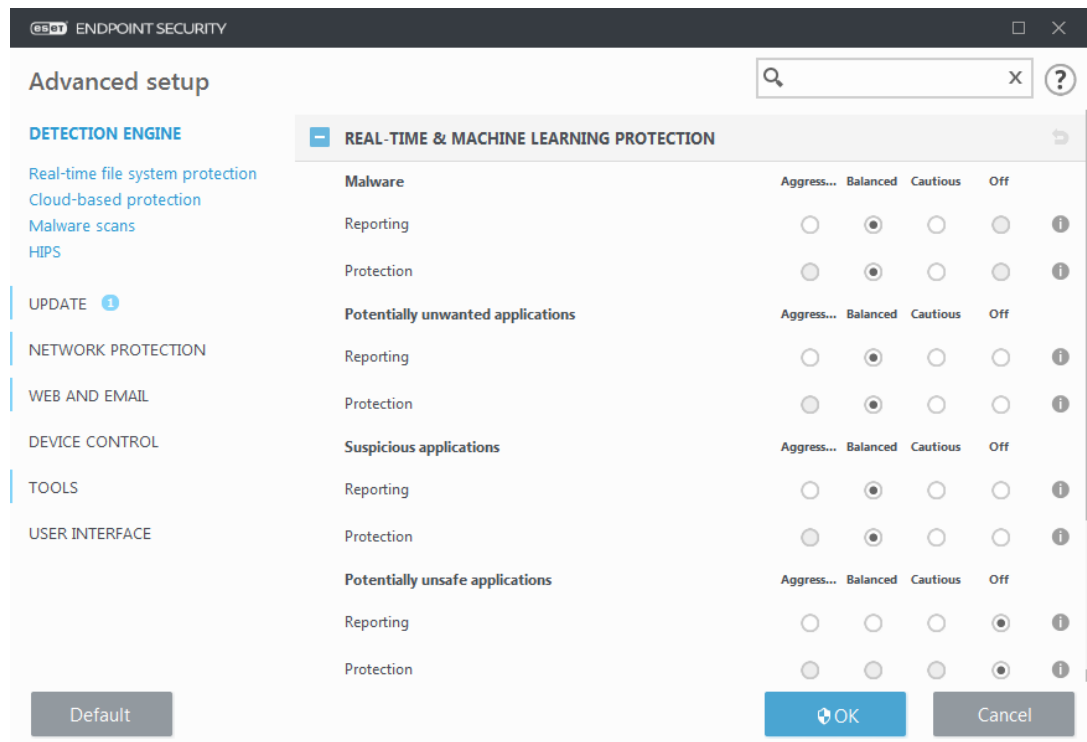 eseT ENDPOINT SECURITY
Advanced setup
X
?
DETECTION ENGINE
Real-time file system protection
Cloud-based protection
Malware scans
HIPS
UPDATE 1
NETWORK PROTECTION
WEB AND EMAIL
DEVICE CONTROL
TOOLS
USER INTERFACE
REAL-TIME & MACHINE LEARNING PROTECTION
Malware Aggress... Balanced Cautious Off
Reporting
Protection
Potentially unwanted applications Aggress... Balanced Cautious Off
Reporting
Protection
Suspicious applications Aggress... Balanced Cautious Off
Reporting
Protection
Potentially unsafe applications Aggress... Balanced Cautious Off
Reporting
Protection
Default OK Cancel